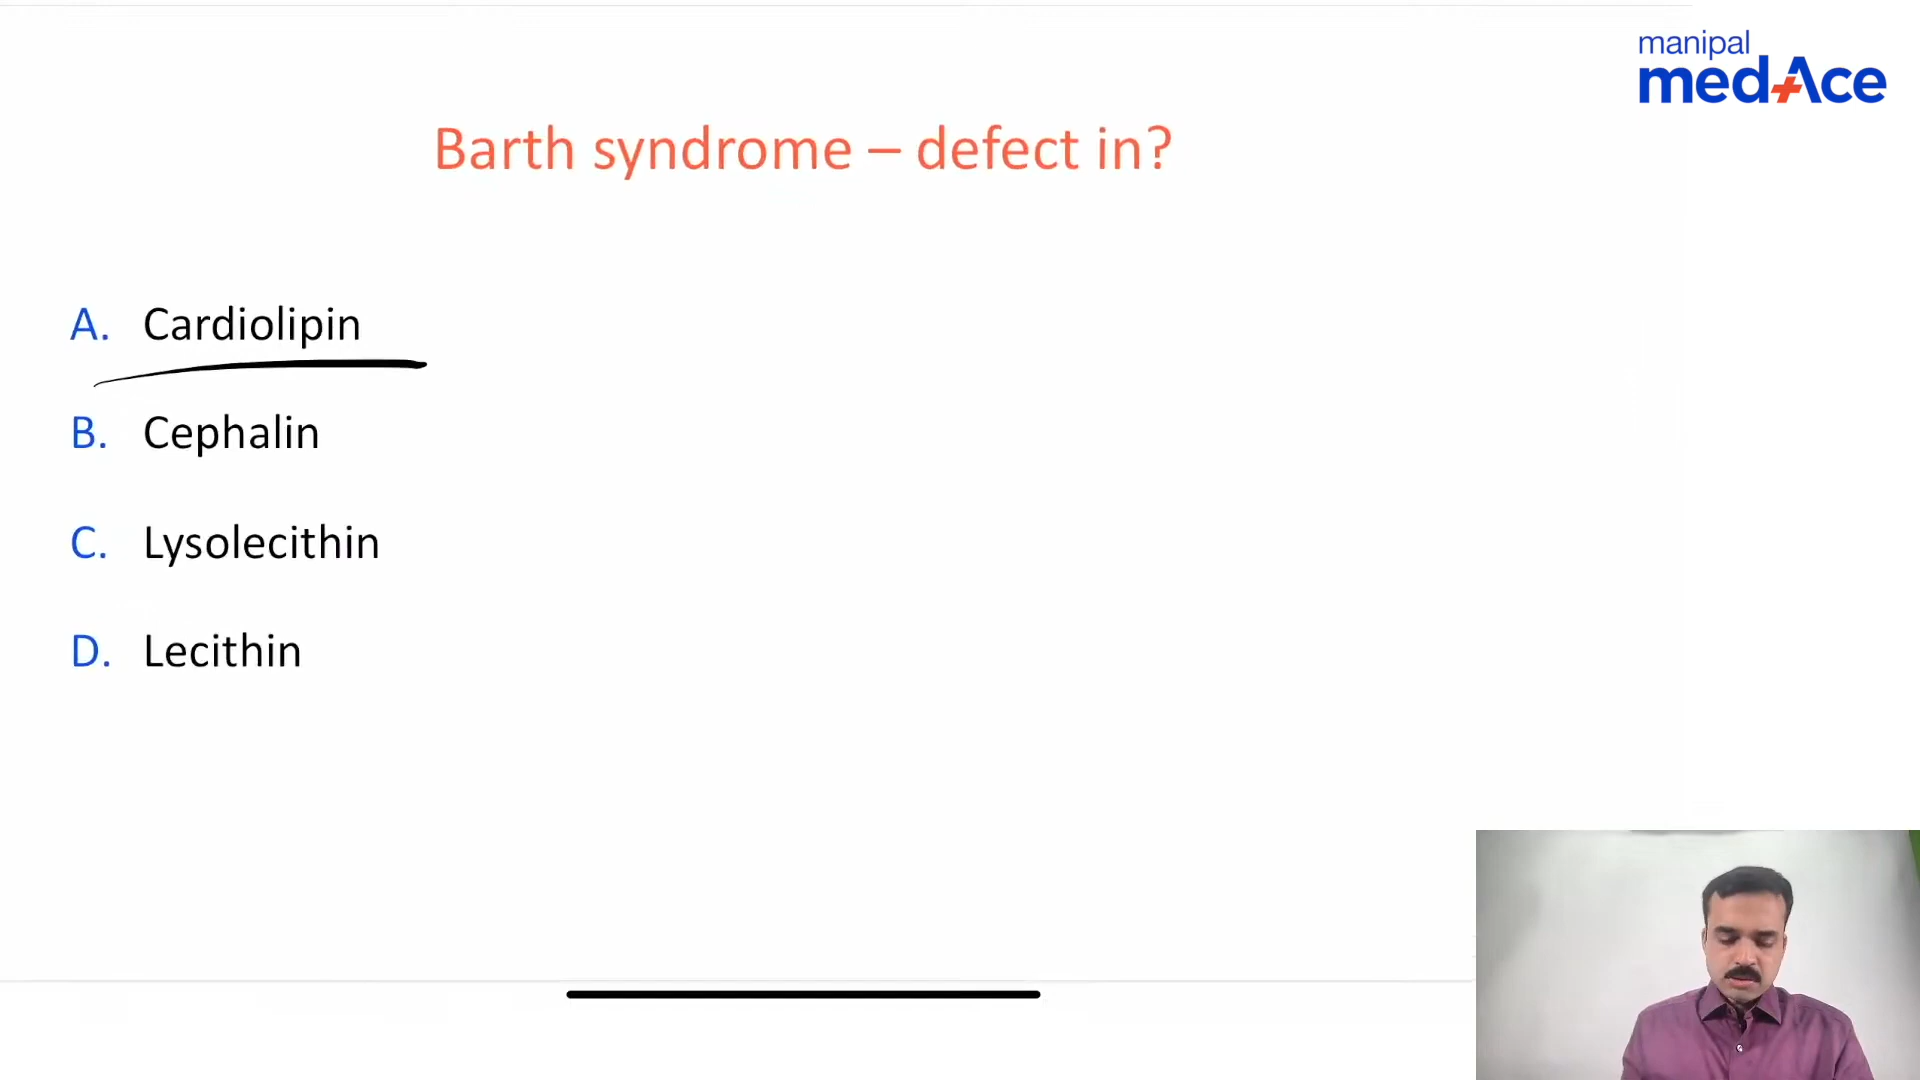 manipal
medAce
Barth syndrome – defect in?
A. Cardiolipin
B. Cephalin
C. Lysolecithin
D. Lecithin